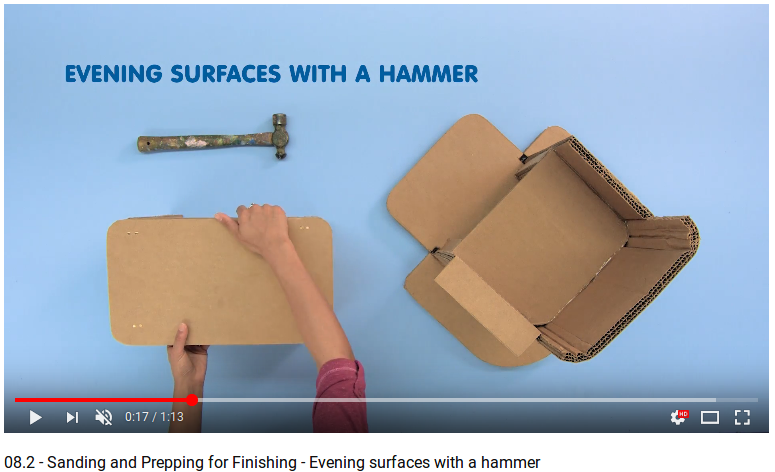 EVENING SURFACES WITH A HAMMER
0:17 / 1:13
HD
08.2 - Sanding and Prepping for Finishing - Evening surfaces with a hammer